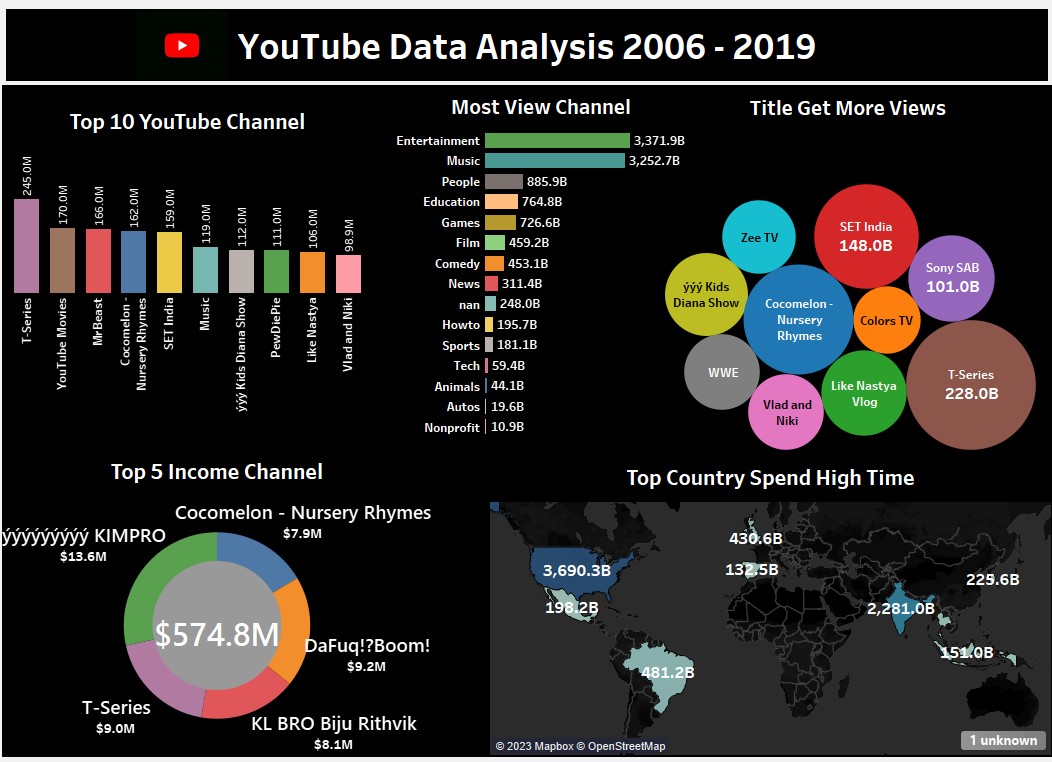 YouTube Data Analysis 2006 - 2019
Top 10 YouTube Channel
245.0M
170.0M
166.0M
162.0M
159.0M
119.0M
112.0M
111.0M
106.0M
98.9M
T-Series
YouTube Movies
MrBeast
Cocomelon -
Nursery Rhymes
SET India
Music
ýýý Kids Diana Show
PewDiePie
Like Nastya
Vlad and Niki
Most View Channel
Entertainment 3,371.9B
Music 3,252.7B
People 885.9B
Education 764.8B
Games 726.6B
Film 459.2B
Comedy 453.1B
News 311.4B
nan 248.0B
Howto 195.7B
Sports 181.1B
Tech 59.4B
Animals 44.1B
Autos 19.6B
Nonprofit 10.9B
Title Get More Views
Zee TV
SET India
148.0B
Sony SAB
101.0B
ýýý Kids
Diana Show
Cocomelon -
Nursery
Rhymes
Colors TV
WWE
Like Nastya
Vlog
T-Series
228.0B
Vlad and
Niki
Top 5 Income Channel
Cocomelon - Nursery Rhymes
$7.9M
ýýýýýýýýý KIMPRO
$13.6M
$574.8M
DaFuq!?Boom!
$9.2M
T-Series
$9.0M
KL BRO Biju Rithvik
$8.1M
Top Country Spend High Time
430.6B
3,690.3B
132.5B
225.6B
198.2B
2,281.0B
151.0B
481.2B
© 2023 Mapbox © OpenStreetMap
1 unknown